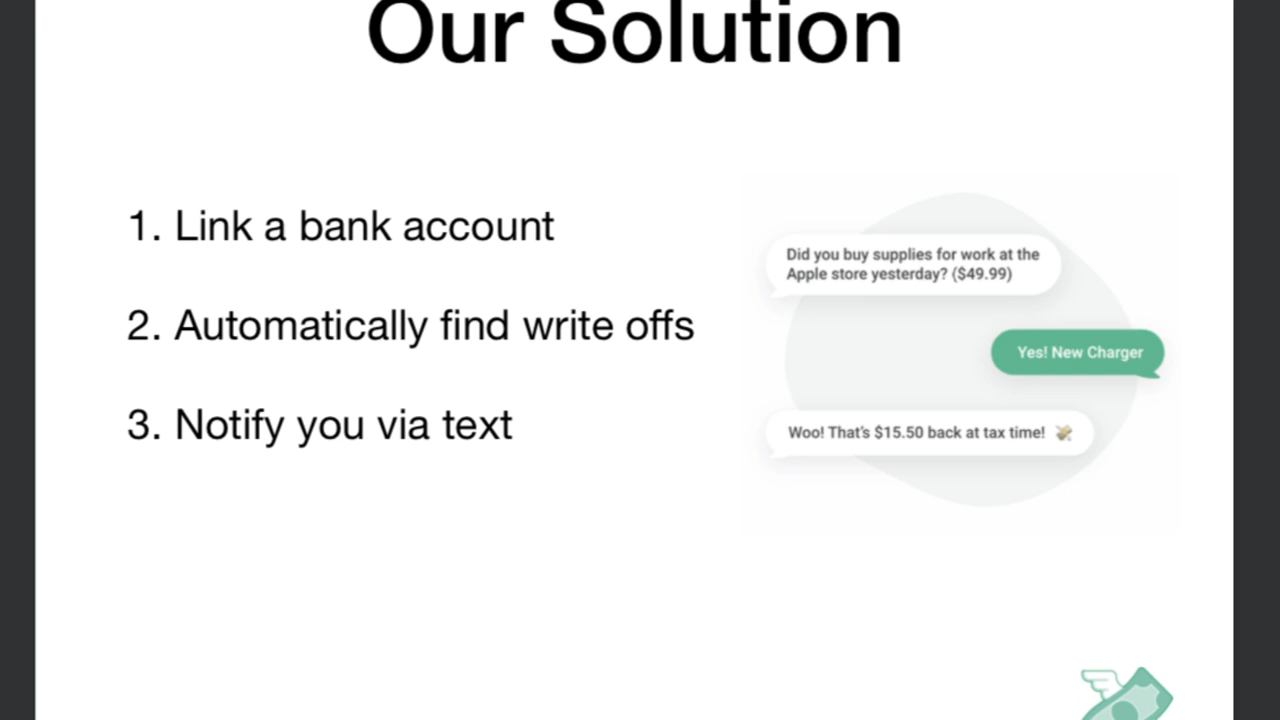 Our Solution
1. Link a bank account
2. Automatically find write offs
3. Notify you via text
Did you buy supplies for work at the
Apple store yesterday? ($49.99)
Yes! New Charger
Woo! That's $15.50 back at tax time! 💸